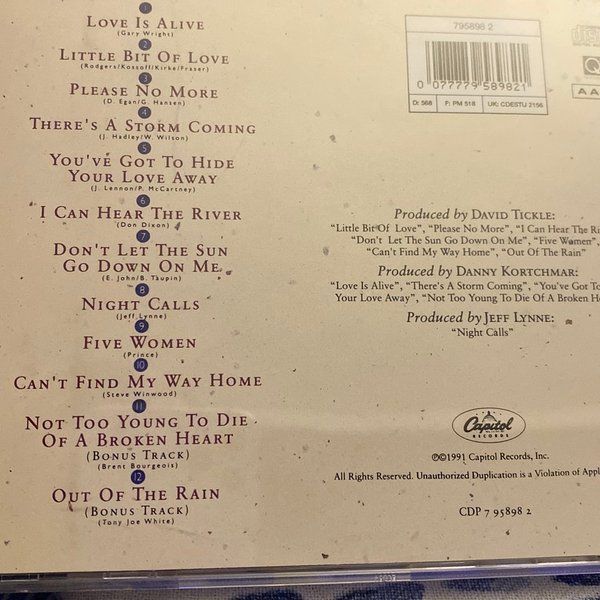 1
LOVE IS ALIVE
(Gary Wright)
2
LITTLE BIT OF LOVE
(Rodgers/Kossoff/Kirke/Fraser)
3
PLEASE NO MORE
(D. Egan/G. Hansen)
4
THERE'S A STORM COMING
(J. Hadley/W. Wilson)
5
YOU'VE GOT TO HIDE
YOUR LOVE AWAY
(J. Lennon/P. McCartney)
6
I CAN HEAR THE RIVER
(Don Dixon)
7
DON'T LET THE SUN
GO DOWN ON ME
(E. John/B. Taupin)
8
NIGHT CALLS
(Jeff Lynne)
9
FIVE WOMEN
(Prince)
10
CAN'T FIND MY WAY HOME
(Steve Winwood)
11
NOT TOO YOUNG TO DIE
OF A BROKEN HEART
(BONUS TRACK)
(Brent Bourgeois)
12
OUT OF THE RAIN
(BONUS TRACK)
(Tony Joe White)
795898 2
0 077779 589821
D: 568 F: PM 518 UK: CDESTU 2156
disc
AA
Produced by DAVID TICKLE:
"Little Bit Of Love", "Please No More", "I Can Hear The Ri
"Don't Let The Sun Go Down On Me", "Five Women",
"Can't Find My Way Home", "Out Of The Rain"
Produced by DANNY KORTCHMAR:
"Love Is Alive", "There's A Storm Coming", "You've Got To
Your Love Away", "Not Too Young To Die Of A Broken He
Produced by JEFF LYNNE:
"Night Calls"
Capitol
RECORDS
℗©1991 Capitol Records, Inc.
All Rights Reserved. Unauthorized Duplication is a Violation of Appl
CDP 7 95898 2